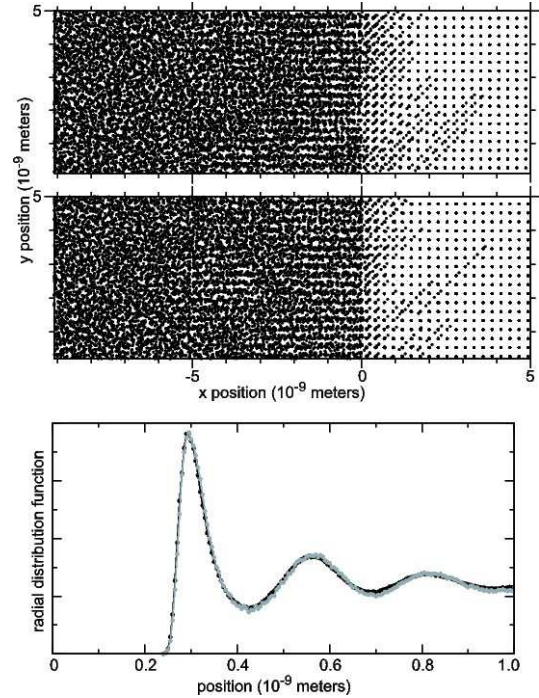 5
5
y position (10⁻⁹ meters)
-5 0 5
x position (10⁻⁹ meters)
radial distribution function
0 0.2 0.4 0.6 0.8 1.0
position (10⁻⁹ meters)